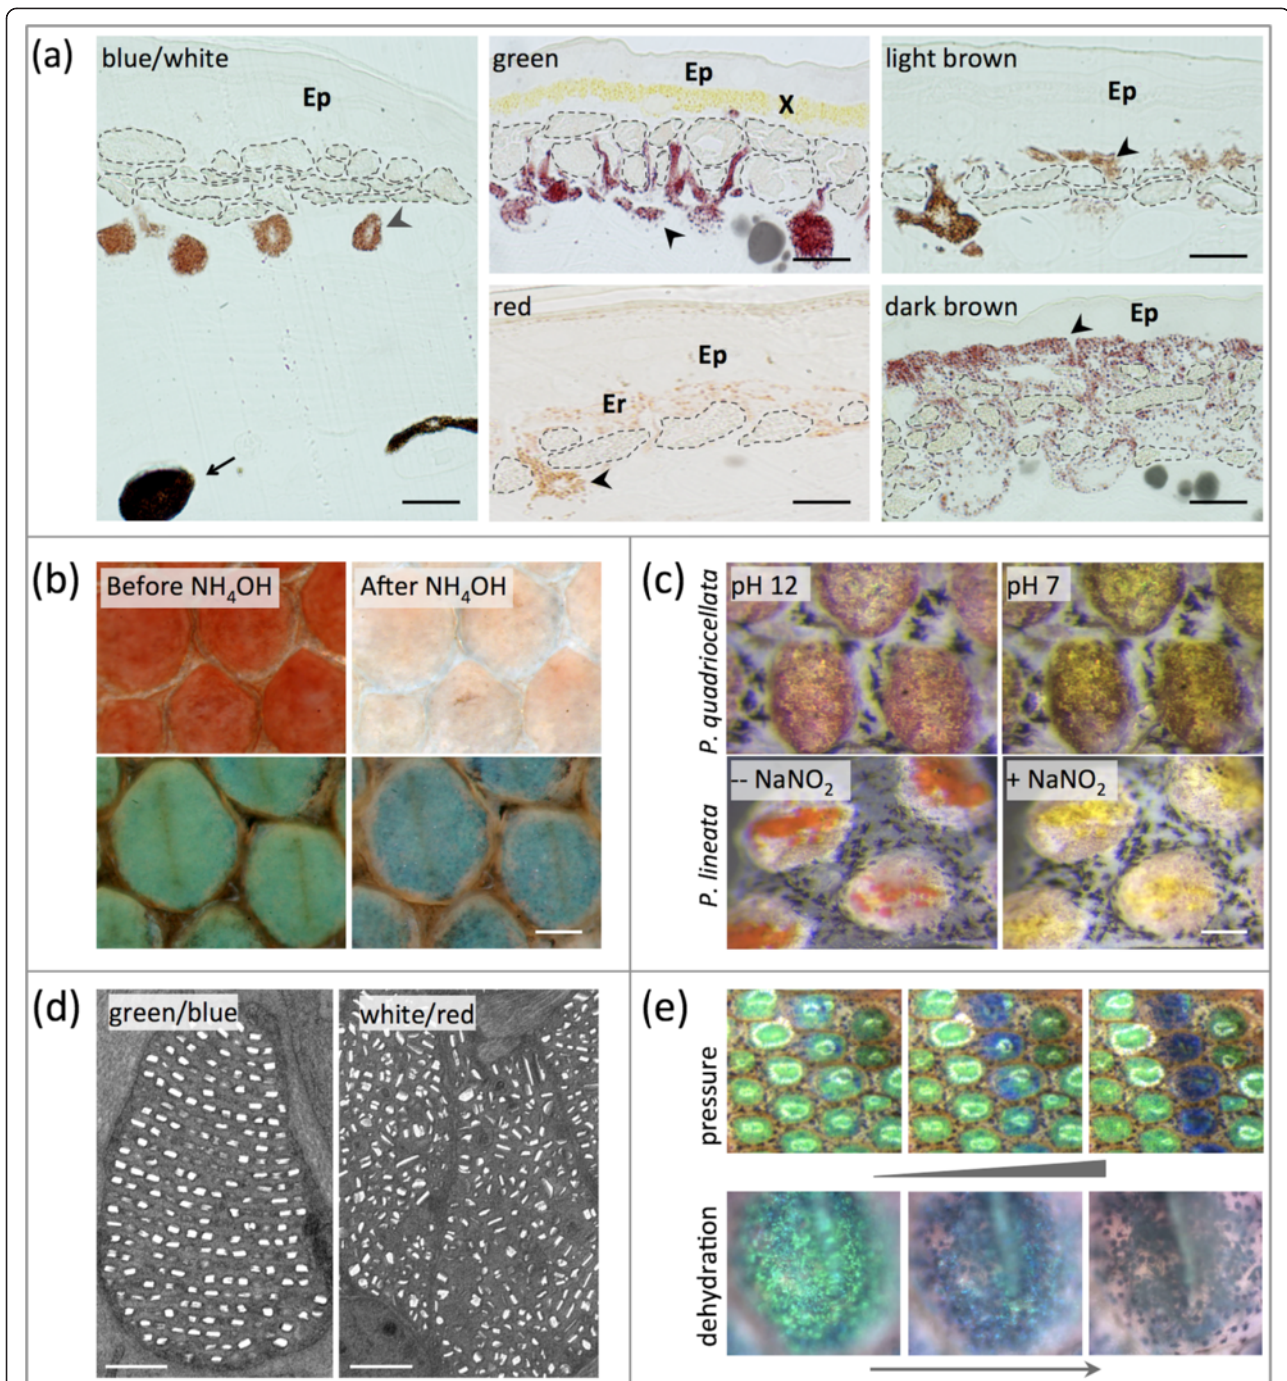 (a)
blue/white
Ep
green
Ep
X
light brown
Ep
red
Ep
Er
dark brown
Ep
(b)
Before NH₄OH
After NH₄OH
(c)
P. quadriocellata
pH 12
pH 7
P. lineata
-- NaNO₂
+ NaNO₂
(d)
green/blue
white/red
(e)
pressure
dehydration